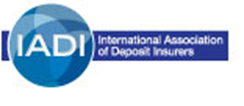 IADI
International Association
of Deposit Insurers